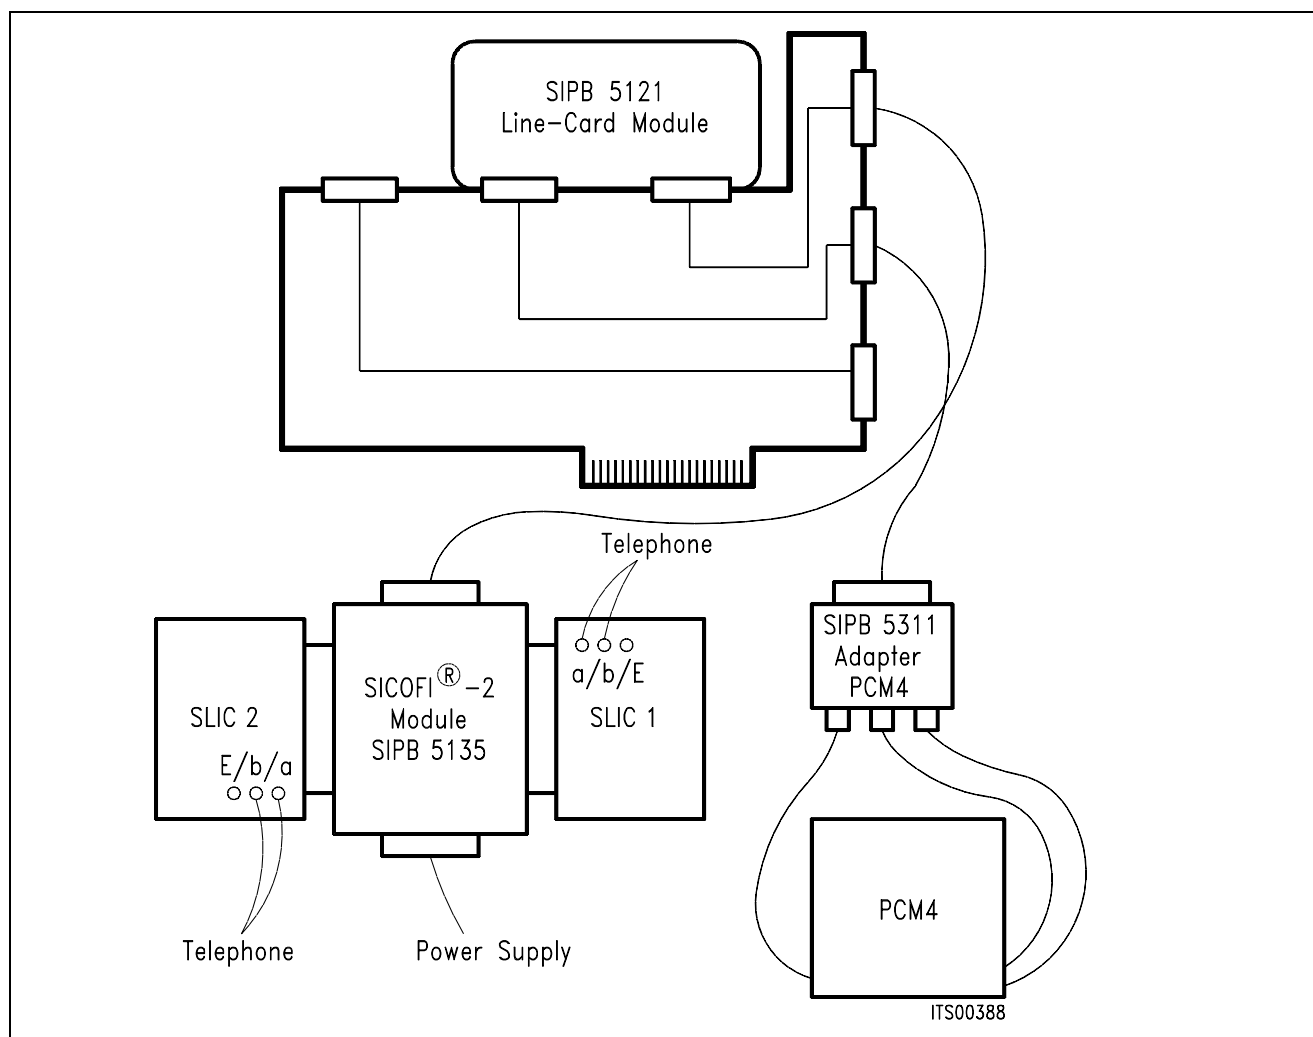 SIPB 5121
Line-Card Module
Telephone
SIPB 5311
Adapter
PCM4
a/b/E
SICOFI®-2
Module
SIPB 5135
SLIC 2
SLIC 1
E/b/a
PCM4
Telephone
Power Supply
ITS00388